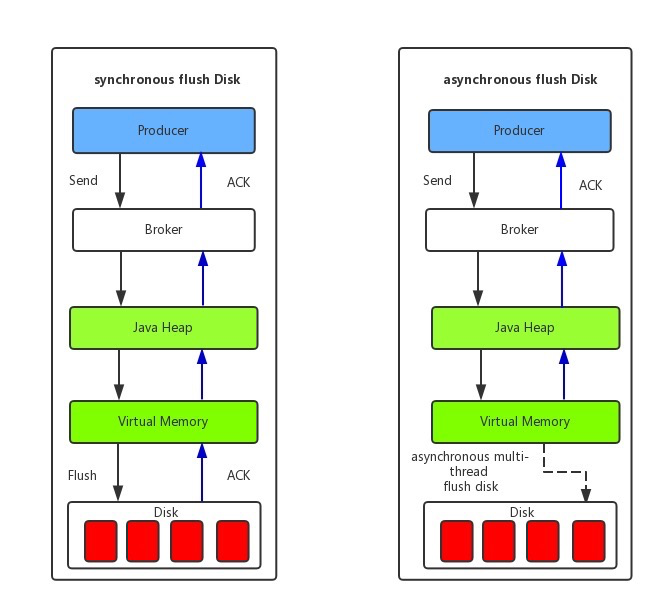 synchronous flush Disk
Producer
Send
ACK
Broker
Java Heap
Virtual Memory
Flush
ACK
Disk
asynchronous flush Disk
Producer
Send
ACK
Broker
Java Heap
Virtual Memory
asynchronous multi-
thread
flush disk
Disk